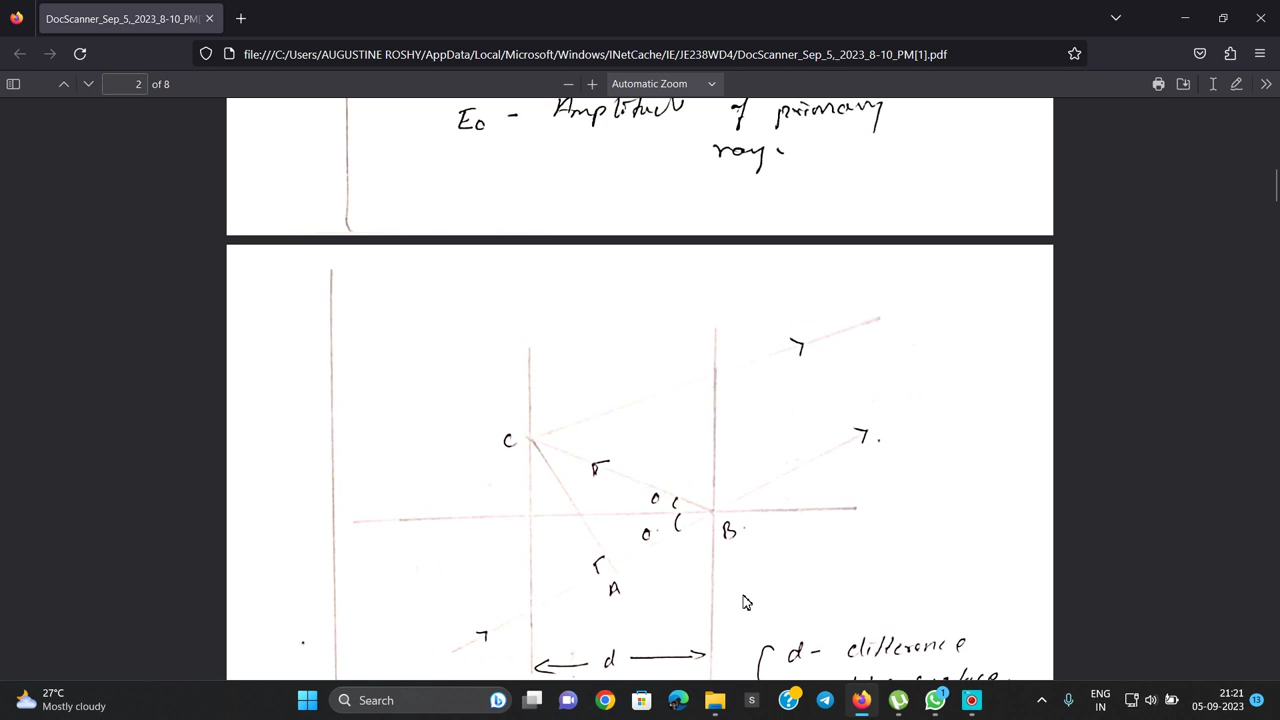 DocScanner_Sep_5,_2023_8-10_PM[
file:///C:/Users/AUGUSTINE ROSHY/AppData/Local/Microsoft/Windows/INetCache/IE/JE238WD4/DocScanner_Sep_5,_2023_8-10_PM[1].pdf
2 of 8
Automatic Zoom
E0 - of primary
ray.
C
B
A
d
d - difference
27°C
Mostly cloudy
Search
S
1
ENG
IN
21:21
05-09-2023
13